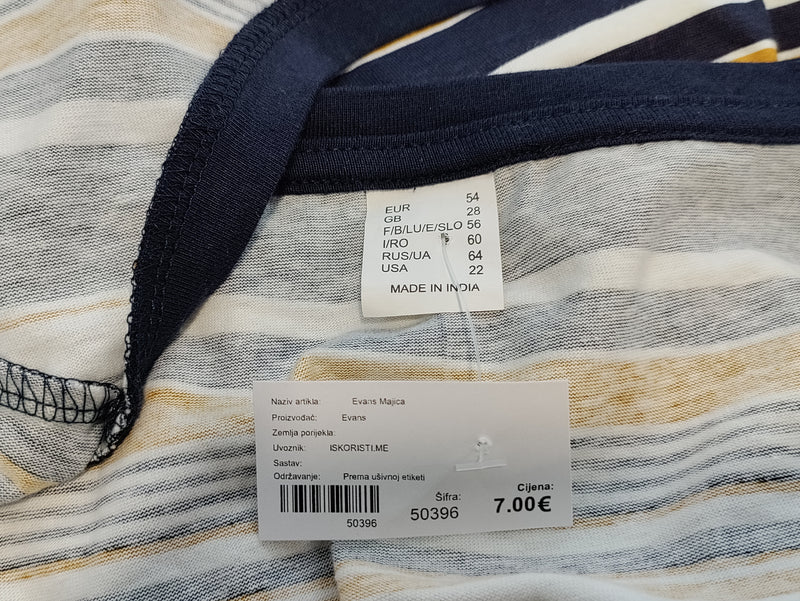 EUR 54
GB 28
F/B/LU/E/SLO 56
I/RO 60
RUS/UA 64
USA 22
MADE IN INDIA
Naziv artikla: Evans Majica
Proizvođač: Evans
Zemlja porijekla:
Uvoznik: ISKORISTI.ME
Sastav:
Održavanje: Prema ušivnoj etiketi
50396
Šifra:
50396
Cijena:
7.00€